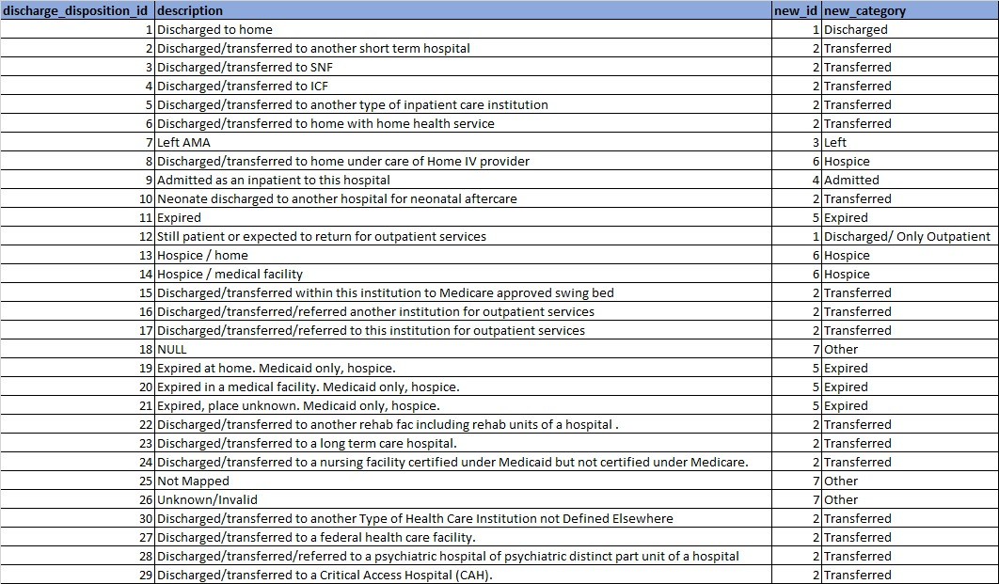 discharge_disposition_id description new_id new_category
1 Discharged to home 1 Discharged
2 Discharged/transferred to another short term hospital 2 Transferred
3 Discharged/transferred to SNF 2 Transferred
4 Discharged/transferred to ICF 2 Transferred
5 Discharged/transferred to another type of inpatient care institution 2 Transferred
6 Discharged/transferred to home with home health service 2 Transferred
7 Left AMA 3 Left
8 Discharged/transferred to home under care of Home IV provider 6 Hospice
9 Admitted as an inpatient to this hospital 4 Admitted
10 Neonate discharged to another hospital for neonatal aftercare 2 Transferred
11 Expired 5 Expired
12 Still patient or expected to return for outpatient services 1 Discharged/ Only Outpatient
13 Hospice / home 6 Hospice
14 Hospice / medical facility 6 Hospice
15 Discharged/transferred within this institution to Medicare approved swing bed 2 Transferred
16 Discharged/transferred/referred another institution for outpatient services 2 Transferred
17 Discharged/transferred/referred to this institution for outpatient services 2 Transferred
18 NULL 7 Other
19 Expired at home. Medicaid only, hospice. 5 Expired
20 Expired in a medical facility. Medicaid only, hospice. 5 Expired
21 Expired, place unknown. Medicaid only, hospice. 5 Expired
22 Discharged/transferred to another rehab fac including rehab units of a hospital . 2 Transferred
23 Discharged/transferred to a long term care hospital. 2 Transferred
24 Discharged/transferred to a nursing facility certified under Medicaid but not certified under Medicare. 2 Transferred
25 Not Mapped 7 Other
26 Unknown/Invalid 7 Other
30 Discharged/transferred to another Type of Health Care Institution not Defined Elsewhere 2 Transferred
27 Discharged/transferred to a federal health care facility. 2 Transferred
28 Discharged/transferred/referred to a psychiatric hospital of psychiatric distinct part unit of a hospital 2 Transferred
29 Discharged/transferred to a Critical Access Hospital (CAH). 2 Transferred